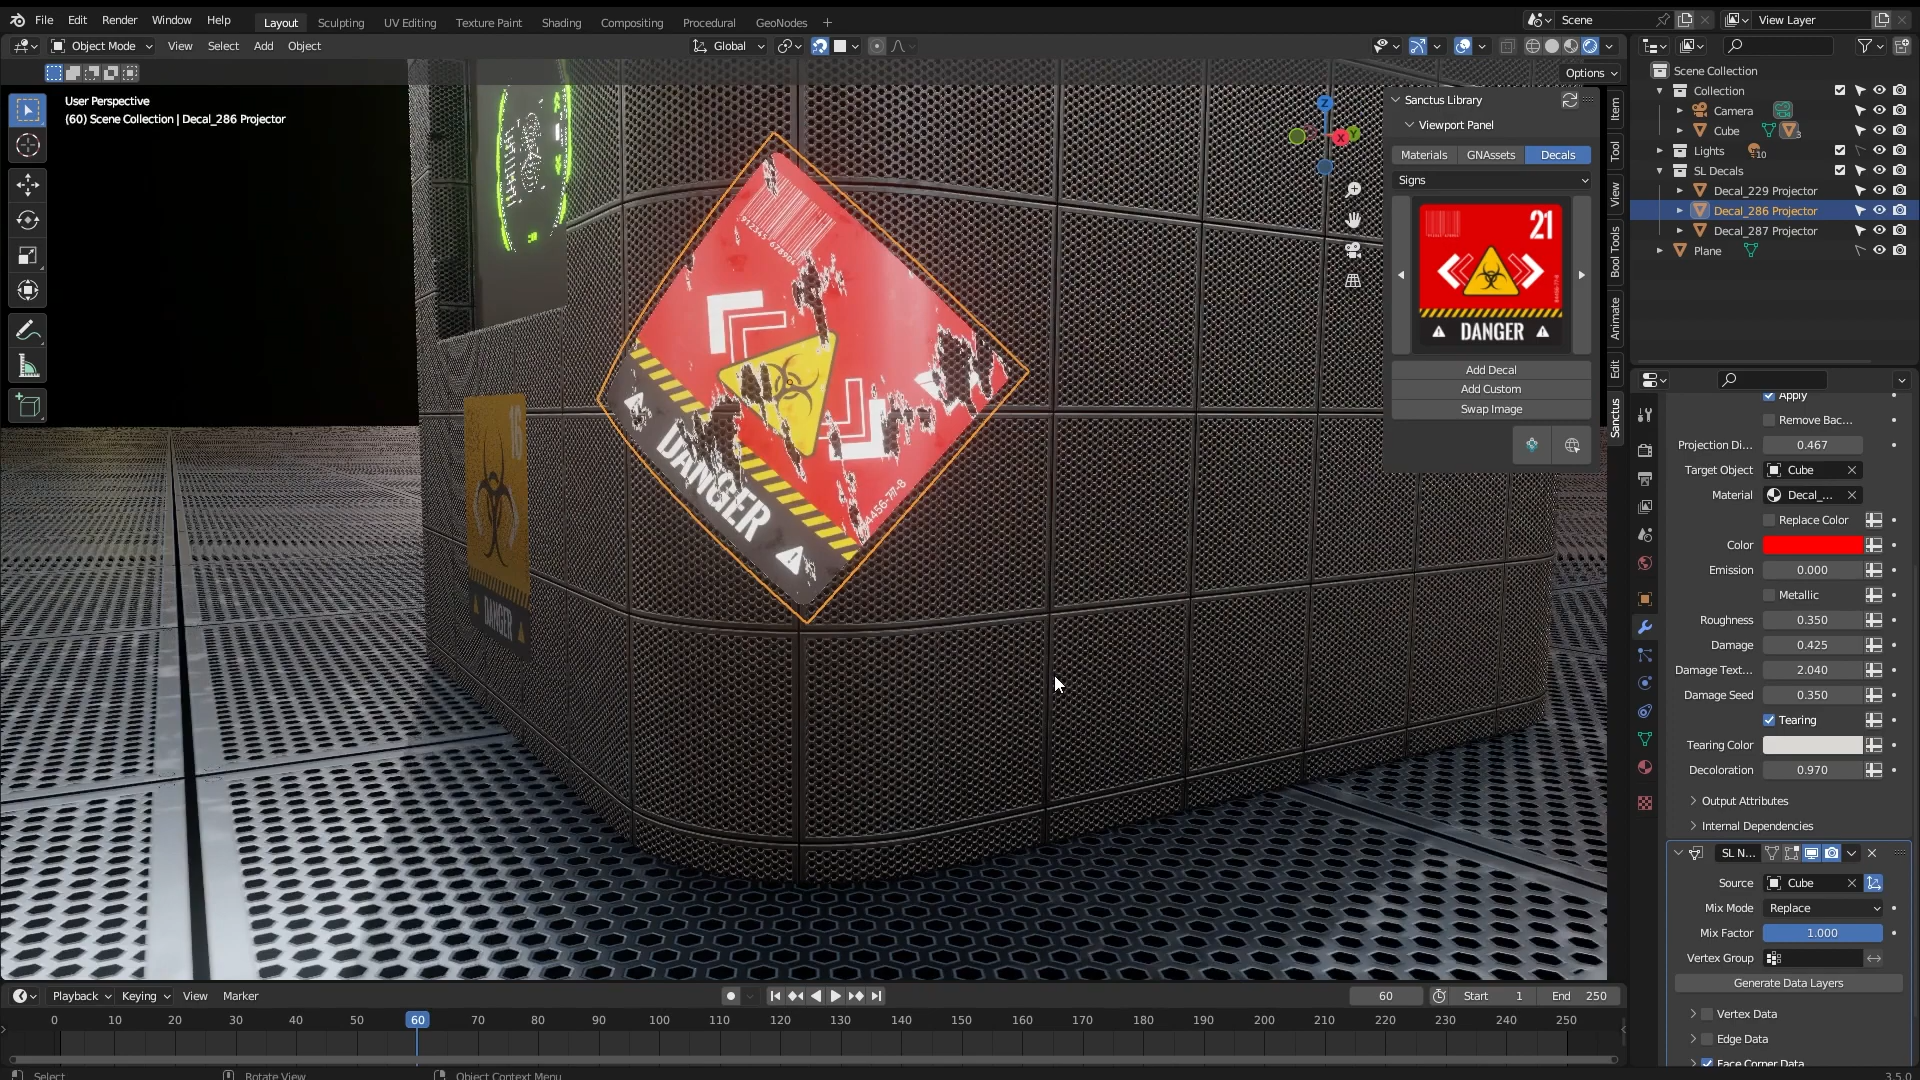 File Edit Render Window Help Layout Sculpting UV Editing Texture Paint Shading Compositing Procedural GeoNodes + Scene View Layer
Object Mode View Select Add Object Global
Options
User Perspective
(60) Scene Collection | Decal_286 Projector
Sanctus Library
Viewport Panel
Materials GNAssets Decals
Signs
21
DANGER
Add Decal
Add Custom
Swap Image
Item
Tool
View
Bool Tools
Animate
Edit
Sanctus
Z
X
Y
DANGER
15
DANGER
Scene Collection
Collection
Camera
Cube 3
Lights 10
SL Decals
Decal_229 Projector
Decal_286 Projector
Decal_287 Projector
Plane
Apply
Remove Bac...
Projection Di... 0.467
Target Object Cube
Material Decal_...
Replace Color
Color
Emission 0.000
Metallic
Roughness 0.350
Damage 0.425
Damage Text... 2.040
Damage Seed 0.350
Tearing
Tearing Color
Decoloration 0.970
Output Attributes
Internal Dependencies
SL N...
Source Cube
Mix Mode Replace
Mix Factor 1.000
Vertex Group
Generate Data Layers
Vertex Data
Edge Data
Face Corner Data
Playback Keying View Marker 60 Start 1 End 250
0 10 20 30 40 50 60 70 80 90 100 110 120 130 140 150 160 170 180 190 200 210 220 230 240 250
Select Rotate View Object Context Menu 3.5.0